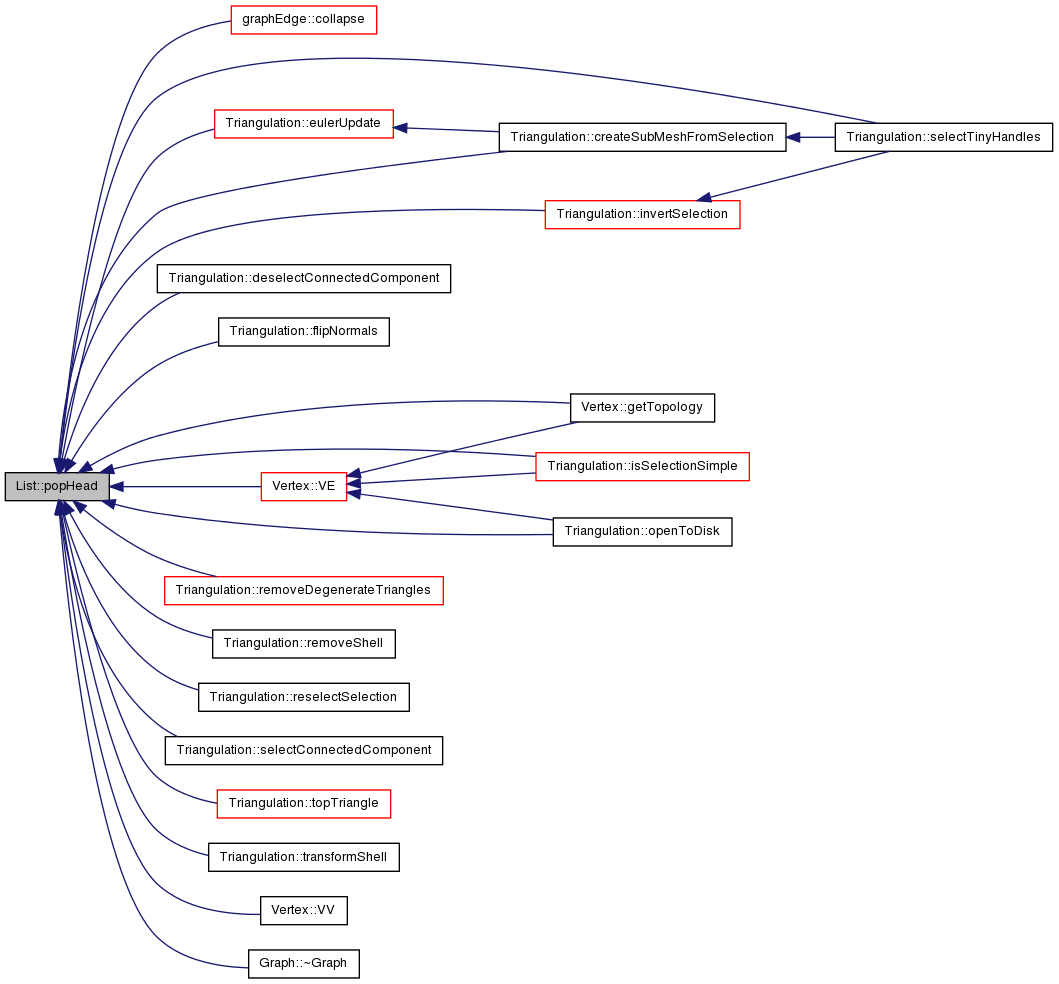 graphEdge::collapse
Triangulation::eulerUpdate
Triangulation::createSubMeshFromSelection
Triangulation::selectTinyHandles
Triangulation::invertSelection
Triangulation::deselectConnectedComponent
Triangulation::flipNormals
Vertex::getTopology
Triangulation::isSelectionSimple
List::popHead
Vertex::VE
Triangulation::openToDisk
Triangulation::removeDegenerateTriangles
Triangulation::removeShell
Triangulation::reselectSelection
Triangulation::selectConnectedComponent
Triangulation::topTriangle
Triangulation::transformShell
Vertex::VV
Graph::~Graph